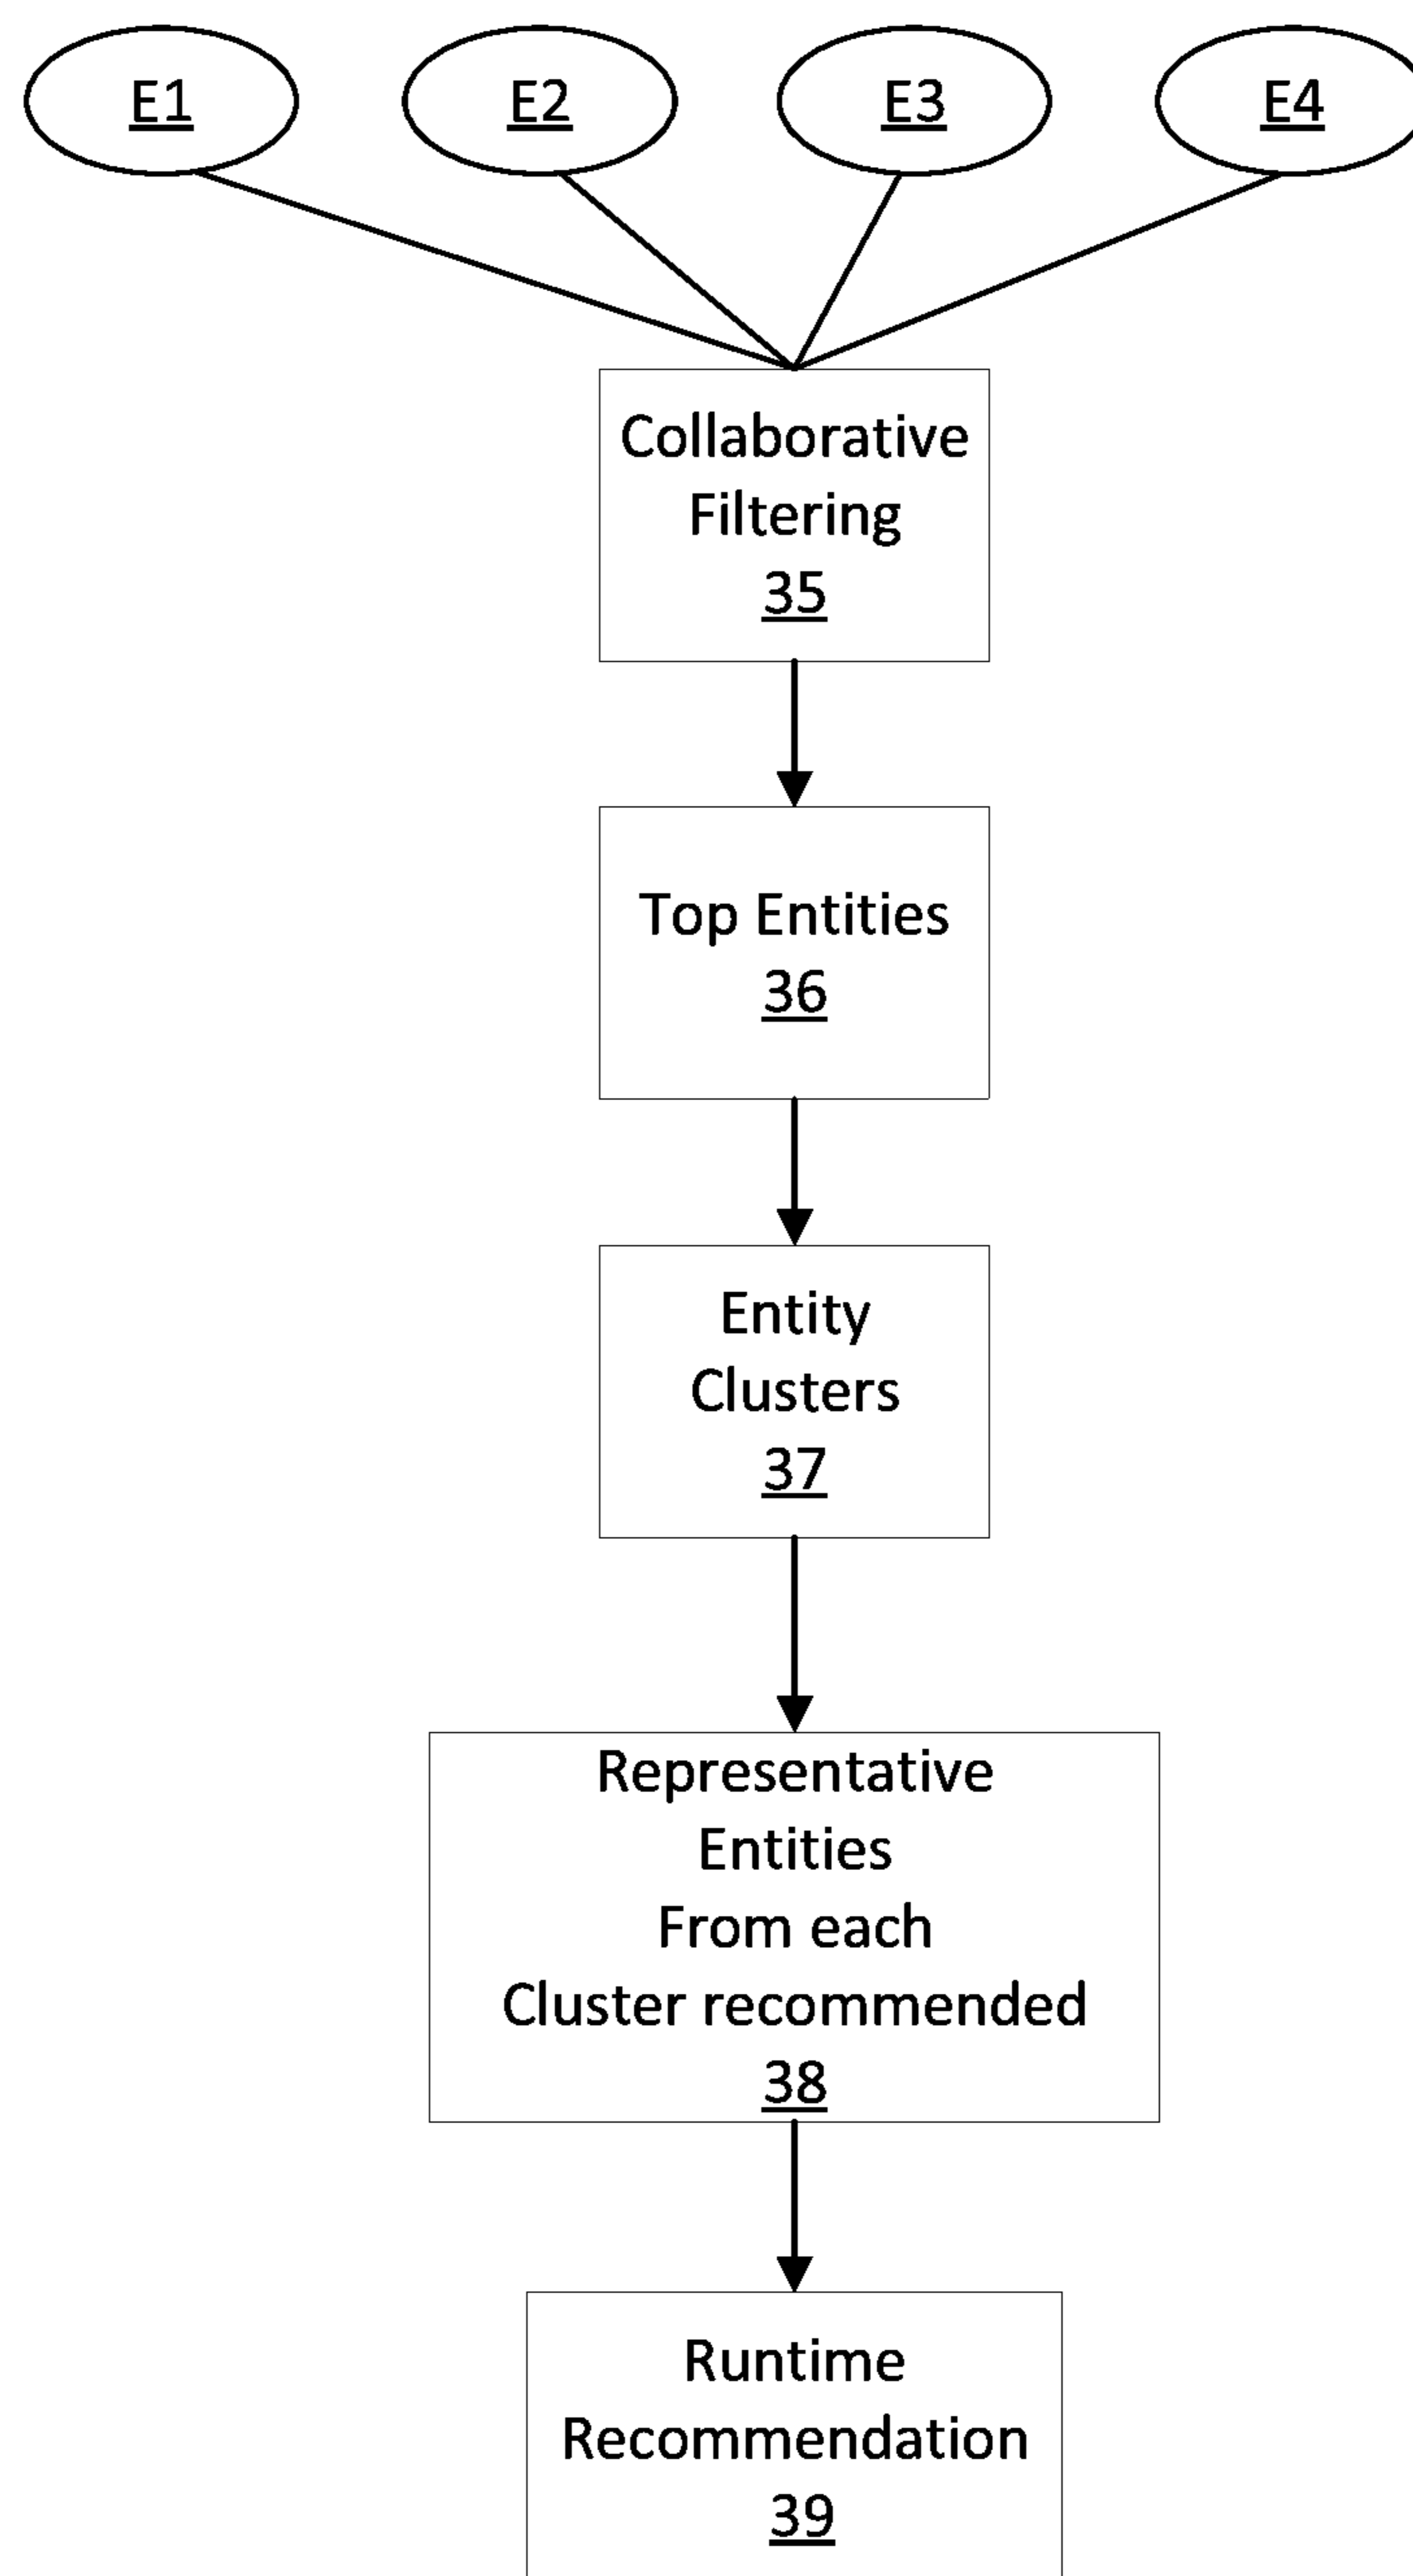 E1 E2 E3 E4
Collaborative
Filtering
35
Top Entities
36
Entity
Clusters
37
Representative
Entities
From each
Cluster recommended
38
Runtime
Recommendation
39